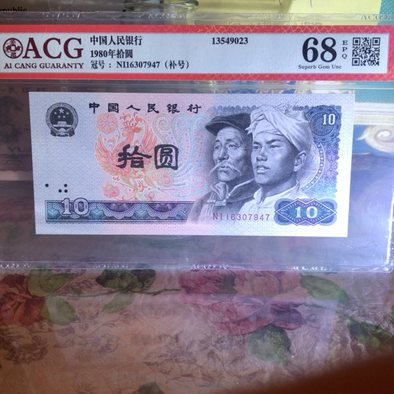 republic
ACG
AI CANG GUARANTY
中国人民银行
1980年拾圆
冠号： NI16307947（补号）
13549023
68 EPQ
Superb Gem Unc
中国人民银行
10
拾圆
NI16307947
10
10